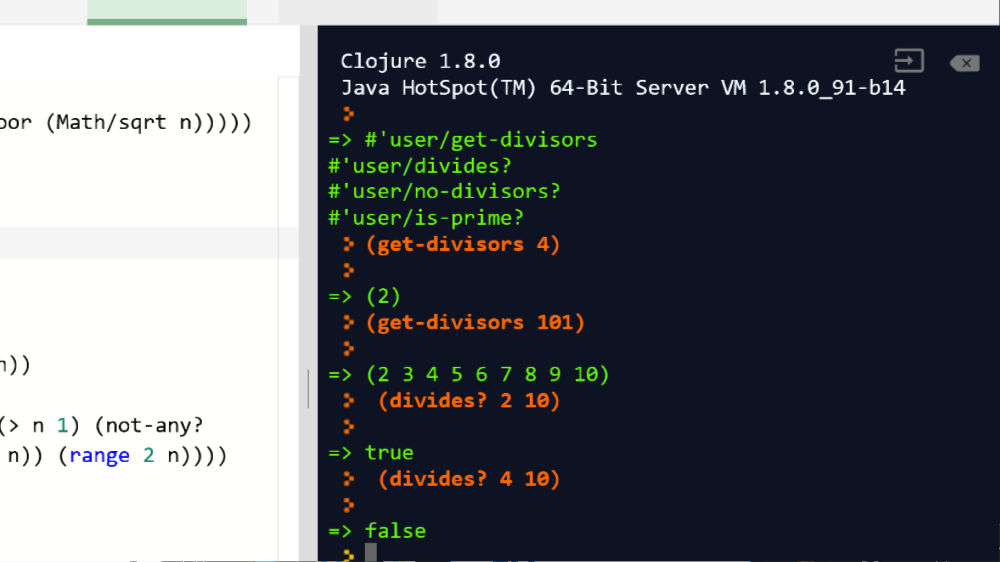 oor (Math/sqrt n)))))
n))
(> n 1) (not-any?
n)) (range 2 n))))
Clojure 1.8.0
Java HotSpot(TM) 64-Bit Server VM 1.8.0_91-b14
=> #'user/get-divisors
#'user/divides?
#'user/no-divisors?
#'user/is-prime?
(get-divisors 4)
=> (2)
(get-divisors 101)
=> (2 3 4 5 6 7 8 9 10)
(divides? 2 10)
=> true
(divides? 4 10)
=> false